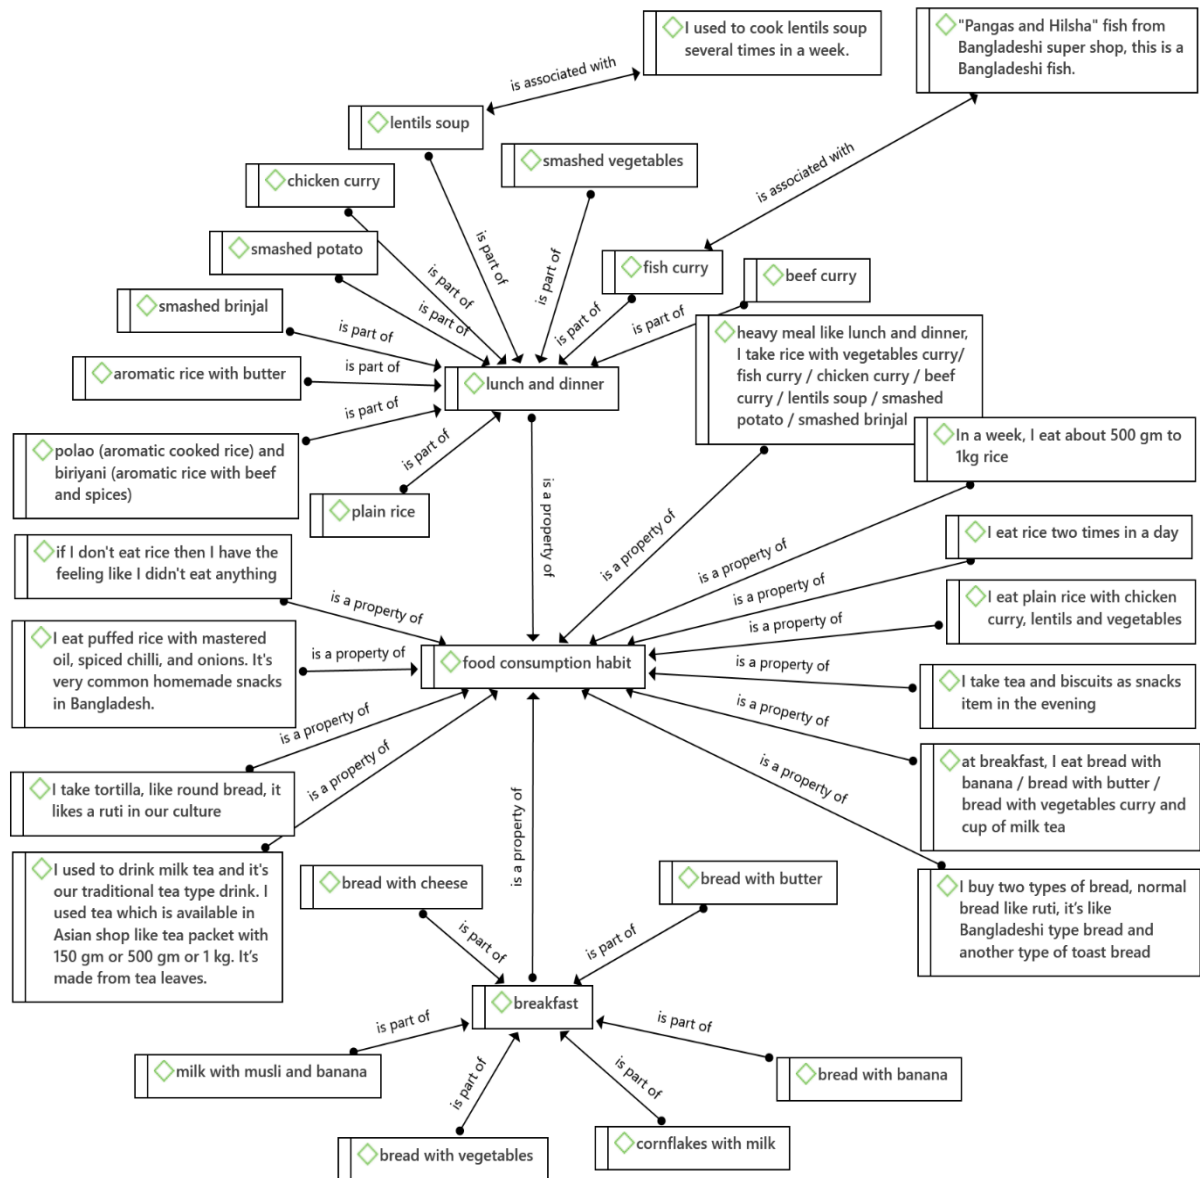 I used to cook lentils soup
several times in a week.
"Pangas and Hilsha" fish from
Bangladeshi super shop, this is a
Bangladeshi fish.
is associated with
lentils soup
is associated with
smashed vegetables
chicken curry
smashed potato
is part of
fish curry
beef curry
is part of
is part of
smashed brinjal
is part of
is part of
is part of
is part of
heavy meal like lunch and dinner,
I take rice with vegetables curry/
fish curry / chicken curry / beef
curry / lentils soup / smashed
potato / smashed brinjal
aromatic rice with butter
is part of
lunch and dinner
is part of
polao (aromatic cooked rice) and
biriyani (aromatic rice with beef
and spices)
is part of
plain rice
In a week, I eat about 500 gm to
1kg rice
is a property of
is a property of
I eat rice two times in a day
if I don't eat rice then I have the
feeling like I didn't eat anything
is a property of
is a property of
is a property of
I eat plain rice with chicken
curry, lentils and vegetables
is a property of
I eat puffed rice with mastered
oil, spiced chilli, and onions. It's
very common homemade snacks
in Bangladesh.
is a property of
food consumption habit
is a property of
I take tea and biscuits as snacks
item in the evening
is a property of
is a property of
is a property of
is a property of
is a property of
I take tortilla, like round bread, it
likes a ruti in our culture
at breakfast, I eat bread with
banana / bread with butter /
bread with vegetables curry and
cup of milk tea
I used to drink milk tea and it's
our traditional tea type drink. I
used tea which is available in
Asian shop like tea packet with
150 gm or 500 gm or 1 kg. It's
made from tea leaves.
I buy two types of bread, normal
bread like ruti, it's like
Bangladeshi type bread and
another type of toast bread
bread with cheese
bread with butter
is part of
is part of
breakfast
is part of
is part of
milk with musli and banana
is part of
is part of
bread with banana
bread with vegetables
cornflakes with milk